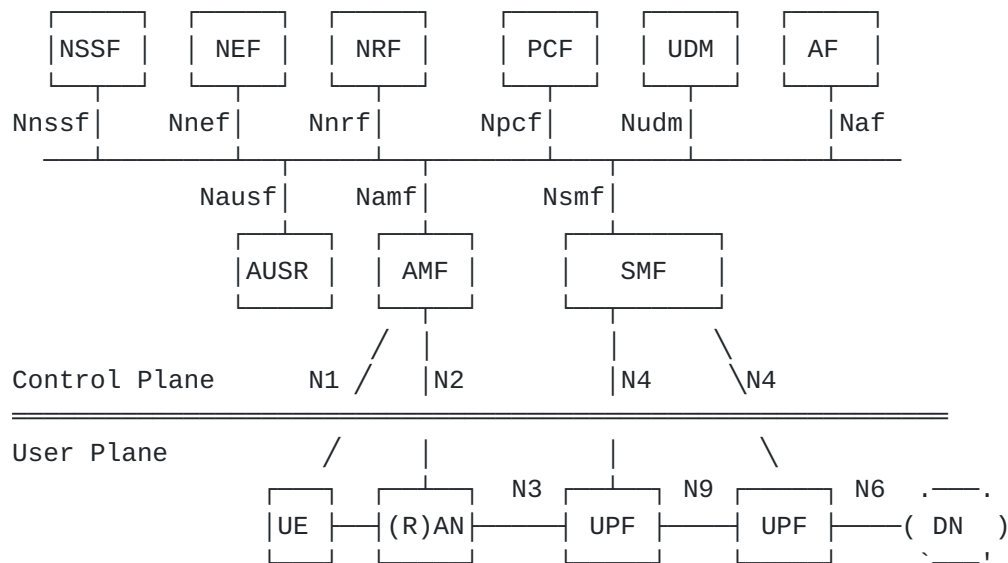 NSSF NEF NRF PCF UDM AF
Nnssf Nnef Nnrf Npcf Nudm Naf
Nausf Namf Nsmf
AUSR AMF SMF
Control Plane N1 N2 N4 N4
User Plane
N3 N9 N6
UE (R)AN UPF UPF ( DN )